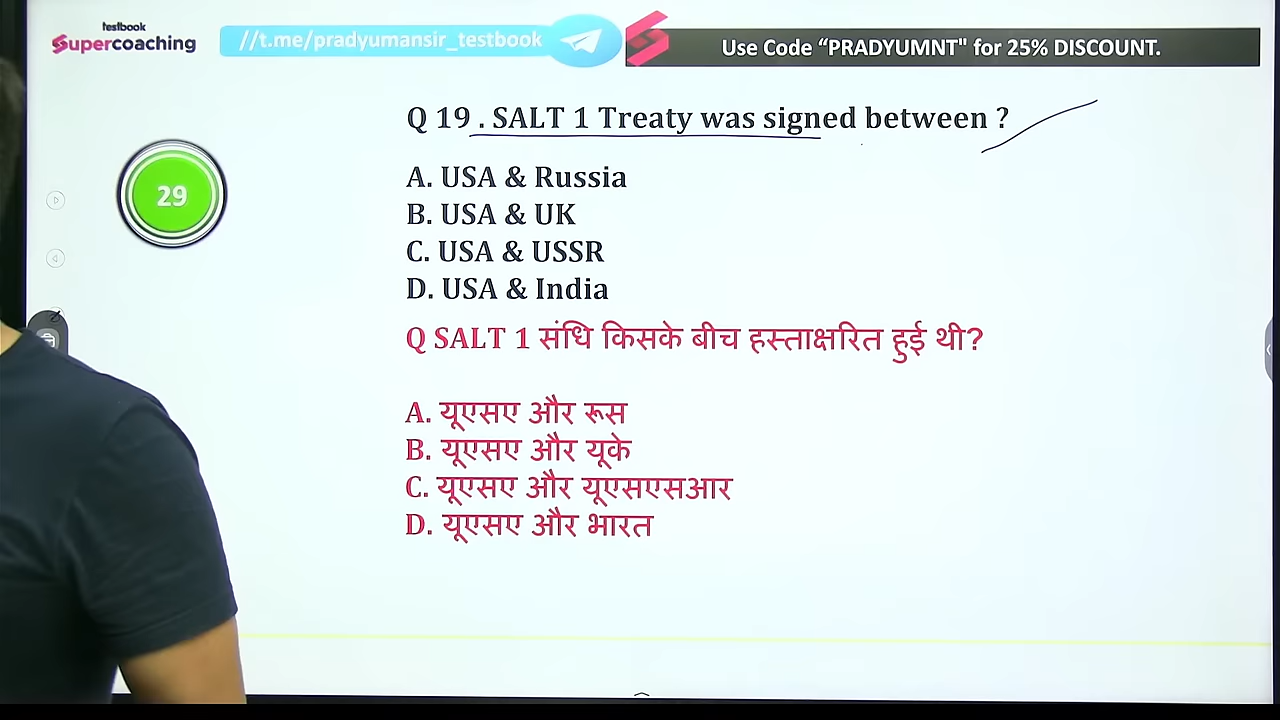 testbook
Supercoaching
//t.me/pradyumansir_testbook
Use Code “PRADYUMNT" for 25% DISCOUNT.
Q 19 . SALT 1 Treaty was signed between ?
29
A. USA & Russia
B. USA & UK
C. USA & USSR
D. USA & India
Q SALT 1 संधि किसके बीच हस्ताक्षरित हुई थी?
A. यूएसए और रूस
B. यूएसए और यूके
C. यूएसए और यूएसएसआर
D. यूएसए और भारत